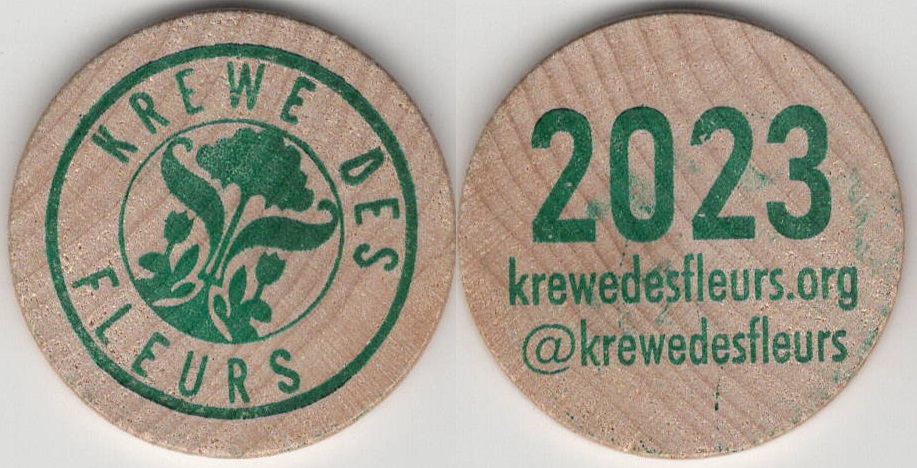 KREWE DES
FLEURS
2023
krewedesfleurs.org
@krewedesfleurs